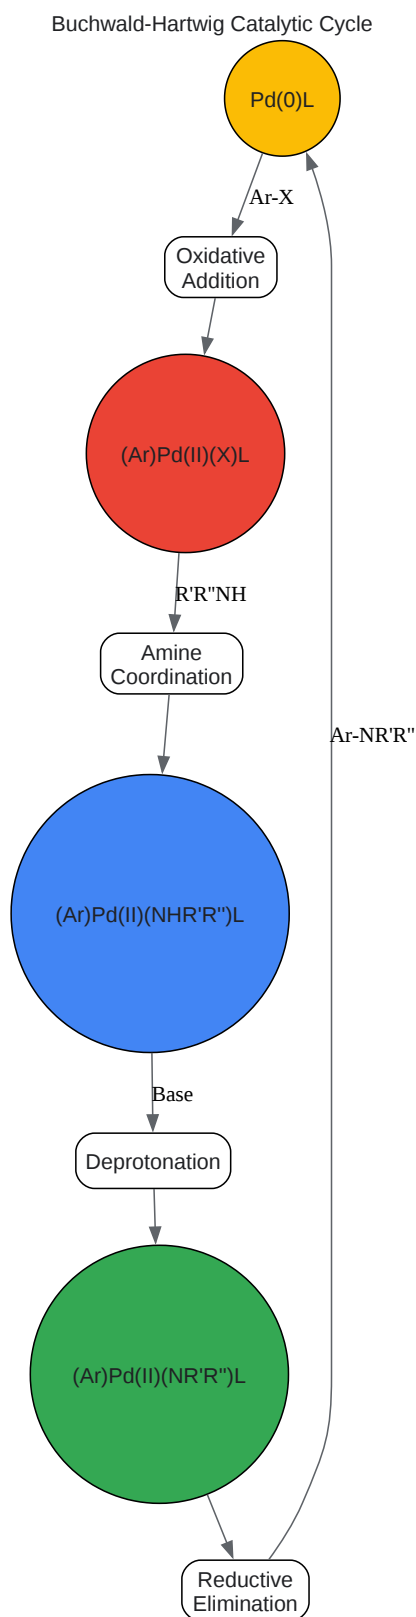 Buchwald-Hartwig Catalytic Cycle
Pd(0)L
Ar-X
Oxidative
Addition
(Ar)Pd(II)(X)L
R'R''NH
Amine
Coordination
Ar-NR'R''
(Ar)Pd(II)(NHR'R'')L
Base
Deprotonation
(Ar)Pd(II)(NR'R'')L
Reductive
Elimination